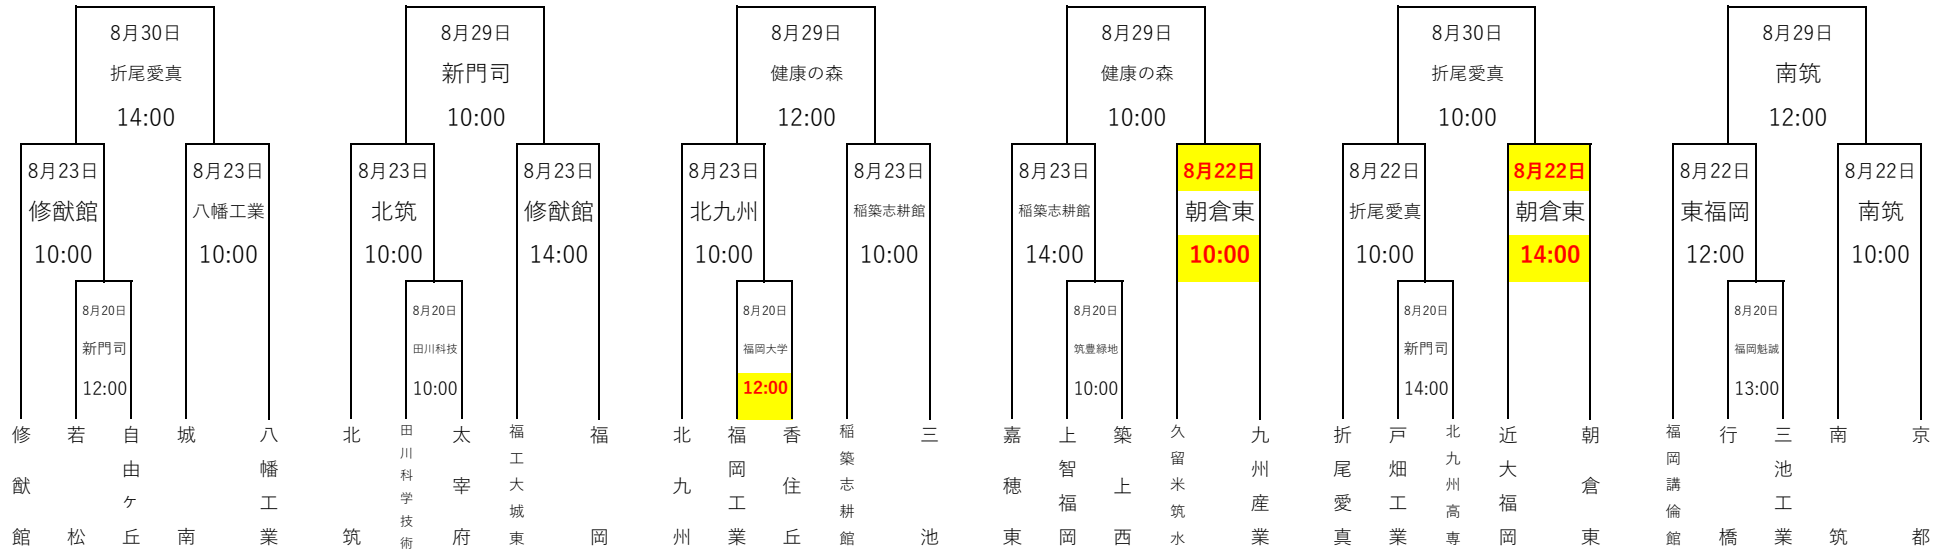 8月30日
折尾愛真
14:00
8月29日
新門司
10:00
8月29日
健康の森
12:00
8月29日
健康の森
10:00
8月30日
折尾愛真
10:00
8月29日
南筑
12:00
8月23日
修猷館
10:00
8月23日
八幡工業
10:00
8月23日
北筑
10:00
8月23日
修猷館
14:00
8月23日
北九州
10:00
8月23日
稲築志耕館
10:00
8月23日
稲築志耕館
14:00
8月22日
朝倉東
10:00
8月22日
折尾愛真
10:00
8月22日
朝倉東
14:00
8月22日
東福岡
12:00
8月22日
南筑
10:00
8月20日
新門司
12:00
8月20日
田川科技
10:00
8月20日
福岡大学
12:00
8月20日
筑豊緑地
10:00
8月20日
新門司
14:00
8月20日
福岡魁誠
13:00
修猷館
若松
自由ヶ丘
城南
八幡工業
北筑
田川科学技術
太宰府
福工大城東
福岡
北九州
福岡工業
香住丘
稲築志耕館
三池
嘉穂東
上智福岡
築上西
久留米筑水
九州産業
折尾愛真
戸畑工業
北九州高専
近大福岡
朝倉東
福岡講倫館
行橋
三池工業
南筑
京都